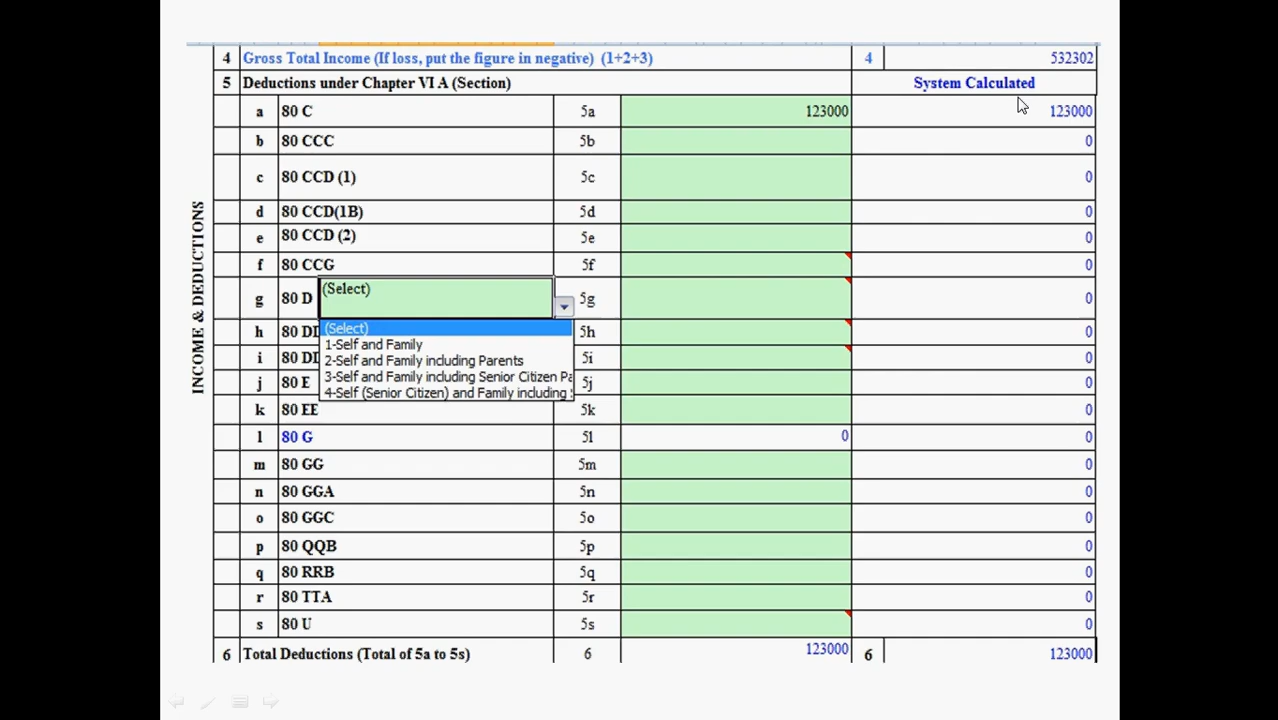 4 Gross Total Income (If loss, put the figure in negative) (1+2+3) 4 532302
5 Deductions under Chapter VI A (Section) System Calculated
a 80 C 5a 123000 123000
b 80 CCC 5b 0
c 80 CCD (1) 5c 0
d 80 CCD(1B) 5d 0
e 80 CCD (2) 5e 0
f 80 CCG 5f 0
g 80 D (Select) 5g 0
(Select)
h 80 5h 0
1-Self and Family
i 80 2-Self and Family including Parents 5i 0
3-Self and Family including Senior Citizen
j 80 E 5j 0
4-Self (Senior Citizen) and Family including
k 80 EE 5k 0
l 80 G 5l 0 0
m 80 GG 5m 0
n 80 GGA 5n 0
o 80 GGC 5o 0
p 80 QQB 5p 0
q 80 RRB 5q 0
r 80 TTA 5r 0
s 80 U 5s 0
6 Total Deductions (Total of 5a to 5s) 6 123000 6 123000
INCOME & DEDUCTIONS